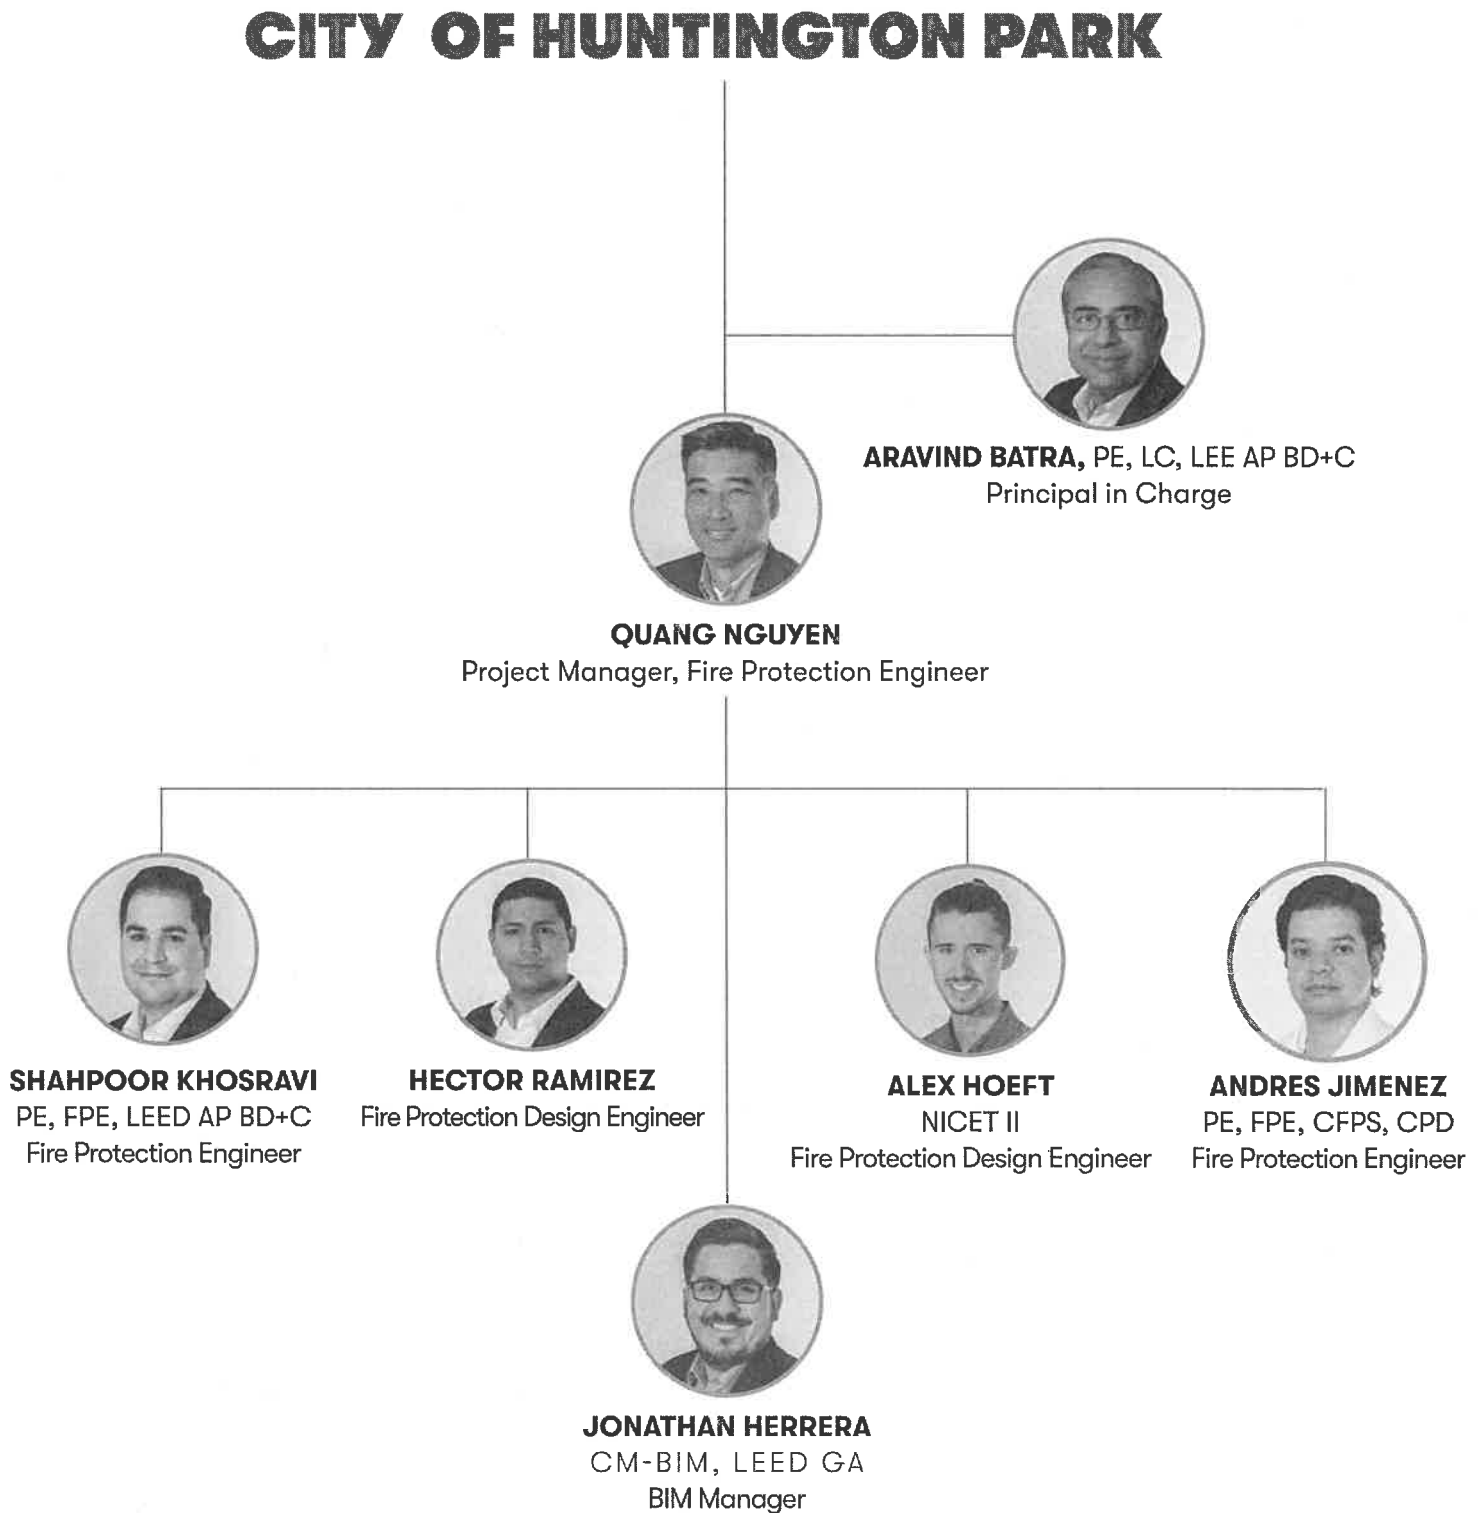 CITY OF HUNTINGTON PARK
ARAVIND BATRA, PE, LC, LEE AP BD+C
Principal in Charge
QUANG NGUYEN
Project Manager, Fire Protection Engineer
SHAHPOOR KHOSRAVI
PE, FPE, LEED AP BD+C
Fire Protection Engineer
HECTOR RAMIREZ
Fire Protection Design Engineer
ALEX HOEFT
NICET II
Fire Protection Design Engineer
ANDRES JIMENEZ
PE, FPE, CFPS, CPD
Fire Protection Engineer
JONATHAN HERRERA
CM-BIM, LEED GA
BIM Manager